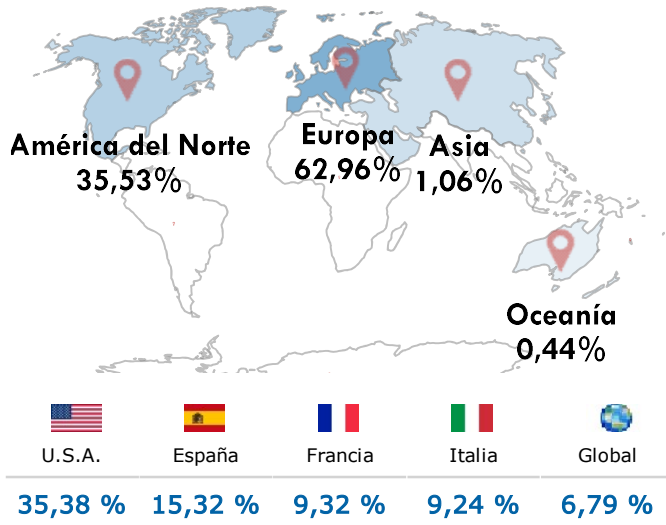 América del Norte
35,53%
Europa
62,96%
Asia
1,06%
Oceanía
0,44%
U.S.A.
España
Francia
Italia
Global
35,38 %
15,32 %
9,32 %
9,24 %
6,79 %